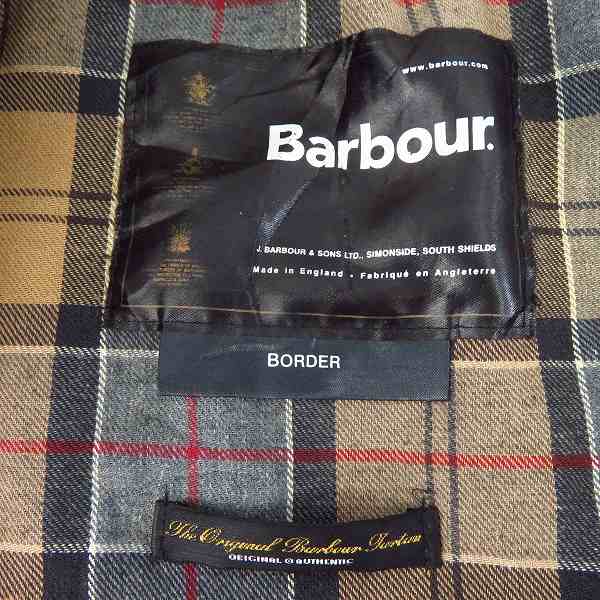 www.barbour.com
Barbour.
J. BARBOUR & SONS LTD., SIMONSIDE, SOUTH SHIELDS
Made in England • Fabriqué en Angleterre
BORDER
The Original Barbour Tartan
ORIGINAL @ AUTHENTIC